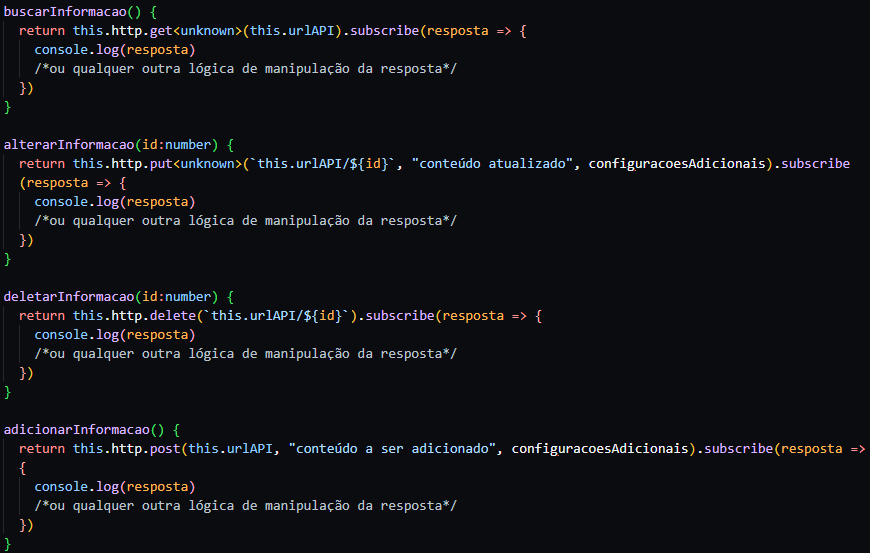 buscarInformacao() {
return this.http.get<unknown>(this.urlAPI).subscribe(resposta => {
console.log(resposta)
/*ou qualquer outra lógica de manipulação da resposta*/
})
}
alterarInformacao(id:number) {
return this.http.put<unknown>(`this.urlAPI/${id}`, "conteúdo atualizado", configuracoesAdicionais).subscribe
(resposta => {
console.log(resposta)
/*ou qualquer outra lógica de manipulação da resposta*/
})
}
deletarInformacao(id:number) {
return this.http.delete(`this.urlAPI/${id}`).subscribe(resposta => {
console.log(resposta)
/*ou qualquer outra lógica de manipulação da resposta*/
})
}
adicionarInformacao() {
return this.http.post(this.urlAPI, "conteúdo a ser adicionado", configuracoesAdicionais).subscribe(resposta =>
{
console.log(resposta)
/*ou qualquer outra lógica de manipulação da resposta*/
})
}